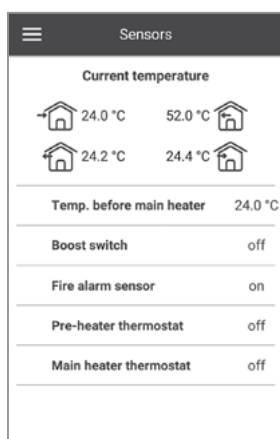 Sensors
Current temperature
24.0 °C 52.0 °C
24.2 °C 24.4 °C
Temp. before main heater 24.0 °C
Boost switch off
Fire alarm sensor on
Pre-heater thermostat off
Main heater thermostat off